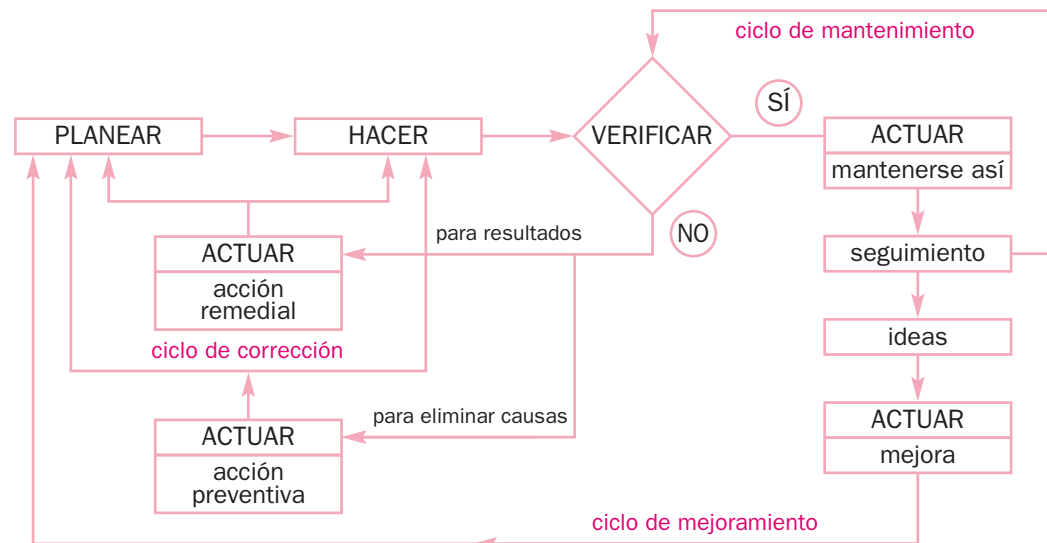 ciclo de mantenimiento
SÍ
PLANEAR
HACER
VERIFICAR
ACTUAR
mantenerse así
NO
para resultados
ACTUAR
seguimiento
acción
remedial
ideas
ciclo de corrección
para eliminar causas
ACTUAR
ACTUAR
mejora
acción
preventiva
ciclo de mejoramiento